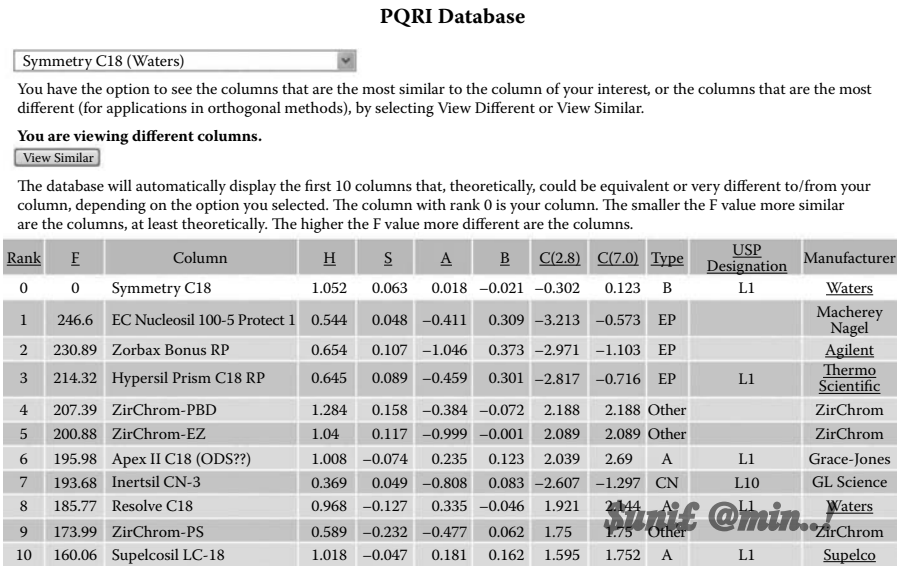 PQRI Database
Symmetry C18 (Waters)
You have the option to see the columns that are the most similar to the column of your interest, or the columns that are the most
different (for applications in orthogonal methods), by selecting View Different or View Similar.
You are viewing different columns.
View Similar
The database will automatically display the first 10 columns that, theoretically, could be equivalent or very different to/from your
column, depending on the option you selected. The column with rank 0 is your column. The smaller the F value more similar
are the columns, at least theoretically. The higher the F value more different are the columns.
Rank F Column H S A B C(2.8) C(7.0) Type USP Designation Manufacturer
0 0 Symmetry C18 1.052 0.063 0.018 −0.021 −0.302 0.123 B L1 Waters
1 246.6 EC Nucleosil 100-5 Protect 1 0.544 0.048 −0.411 0.309 −3.213 −0.573 EP Macherey Nagel
2 230.89 Zorbax Bonus RP 0.654 0.107 −1.046 0.373 −2.971 −1.103 EP Agilent
3 214.32 Hypersil Prism C18 RP 0.645 0.089 −0.459 0.301 −2.817 −0.716 EP L1 Thermo Scientific
4 207.39 ZirChrom-PBD 1.284 0.158 −0.384 −0.072 2.188 2.188 Other ZirChrom
5 200.88 ZirChrom-EZ 1.04 0.117 −0.999 −0.001 2.089 2.089 Other ZirChrom
6 195.98 Apex II C18 (ODS??) 1.008 −0.074 0.235 0.123 2.039 2.69 A L1 Grace-Jones
7 193.68 Inertsil CN-3 0.369 0.049 −0.808 0.083 −2.607 −1.297 CN L10 GL Science
8 185.77 Resolve C18 0.968 −0.127 0.335 −0.046 1.921 2.144 A L1 Waters
9 173.99 ZirChrom-PS 0.589 −0.232 −0.477 0.062 1.75 1.75 Other ZirChrom
10 160.06 Supelcosil LC-18 1.018 −0.047 0.181 0.162 1.595 1.752 A L1 Supelco